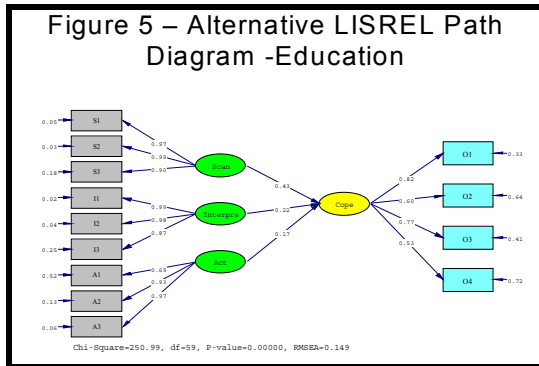 Figure 5 – Alternative LISREL Path
Diagram -Education
0.05 S1
0.03 S2
0.18 S3
0.02 I1
0.04 I2
0.25 I3
0.52 A1
0.13 A2
0.06 A3
0.97
0.99
0.90
0.99
0.98
0.87
0.69
0.93
0.97
Scan
Interpre
Act
0.43
0.22
0.17
Cope
0.82
0.60
0.77
0.53
O1 0.33
O2 0.64
O3 0.41
O4 0.72
Chi-Square=250.99, df=59, P-value=0.00000, RMSEA=0.149